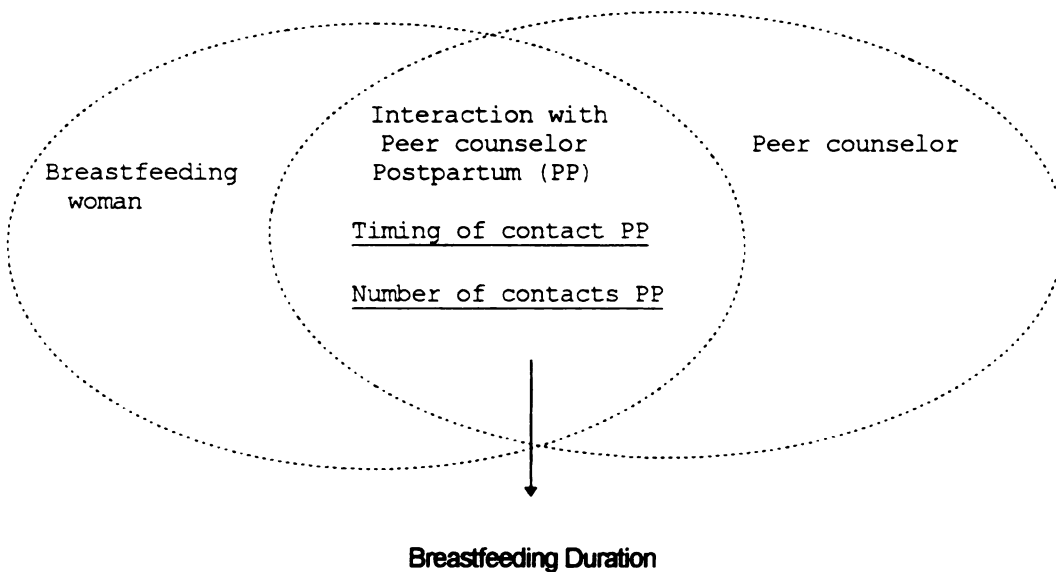 Breastfeeding
woman
Interaction with
Peer counselor
Postpartum (PP)
Timing of contact PP
Number of contacts PP
Peer counselor
Breastfeeding Duration